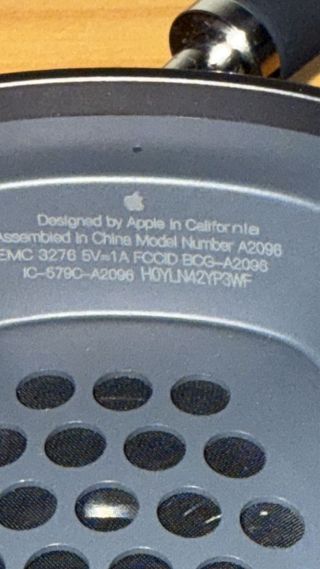 Designed by Apple in California
Assembled in China Model Number A2096
EMC 3276 5V⎓1A FCCID BCG-A2096
IC-579C-A2096 H0YLN42YP3WF